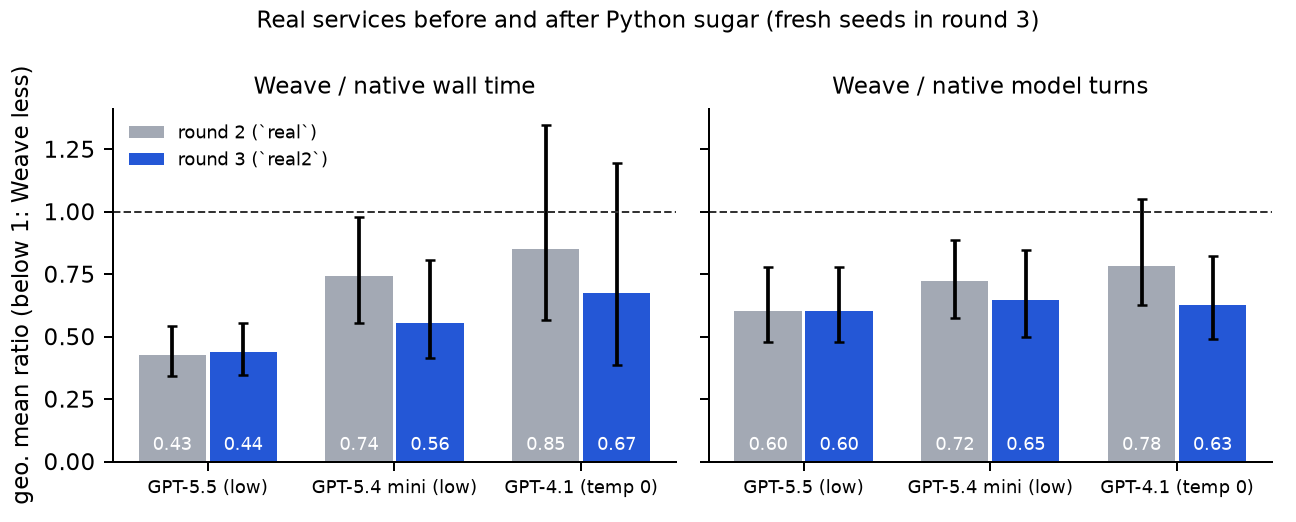 Real services before and after Python sugar (fresh seeds in round 3)
geo. mean ratio (below 1: Weave less)
Weave / native wall time
round 2 (`real`)
round 3 (`real2`)
1.25
1.00
0.75
0.50
0.25
0.00
0.43
0.44
0.74
0.56
0.85
0.67
GPT-5.5 (low)
GPT-5.4 mini (low)
GPT-4.1 (temp 0)
Weave / native model turns
0.60
0.60
0.72
0.65
0.78
0.63
GPT-5.5 (low)
GPT-5.4 mini (low)
GPT-4.1 (temp 0)